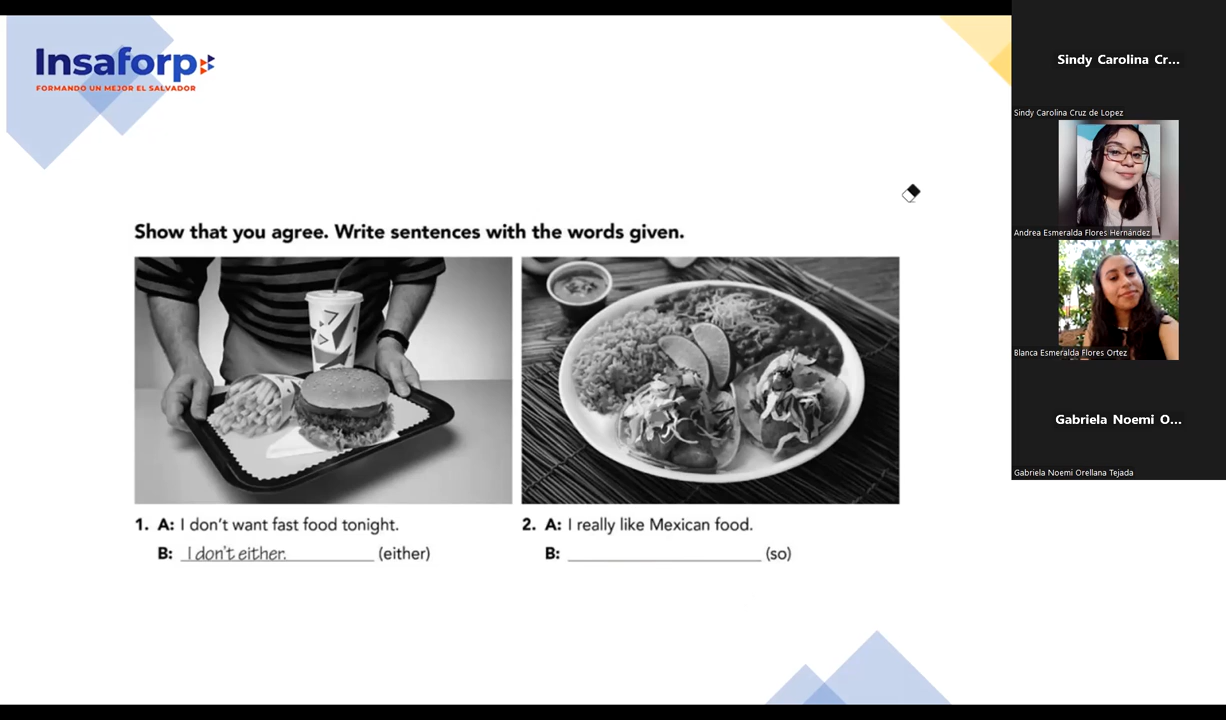 Insaforp
FORMANDO UN MEJOR EL SALVADOR
Show that you agree. Write sentences with the words given.
1. A: I don't want fast food tonight.
B: I don't either. (either)
2. A: I really like Mexican food.
B: (so)
Sindy Carolina Cr...
Sindy Carolina Cruz de Lopez
Andrea Esmeralda Flores Hernández
Blanca Esmeralda Flores Ortez
Gabriela Noemi O...
Gabriela Noemi Orellana Tejada